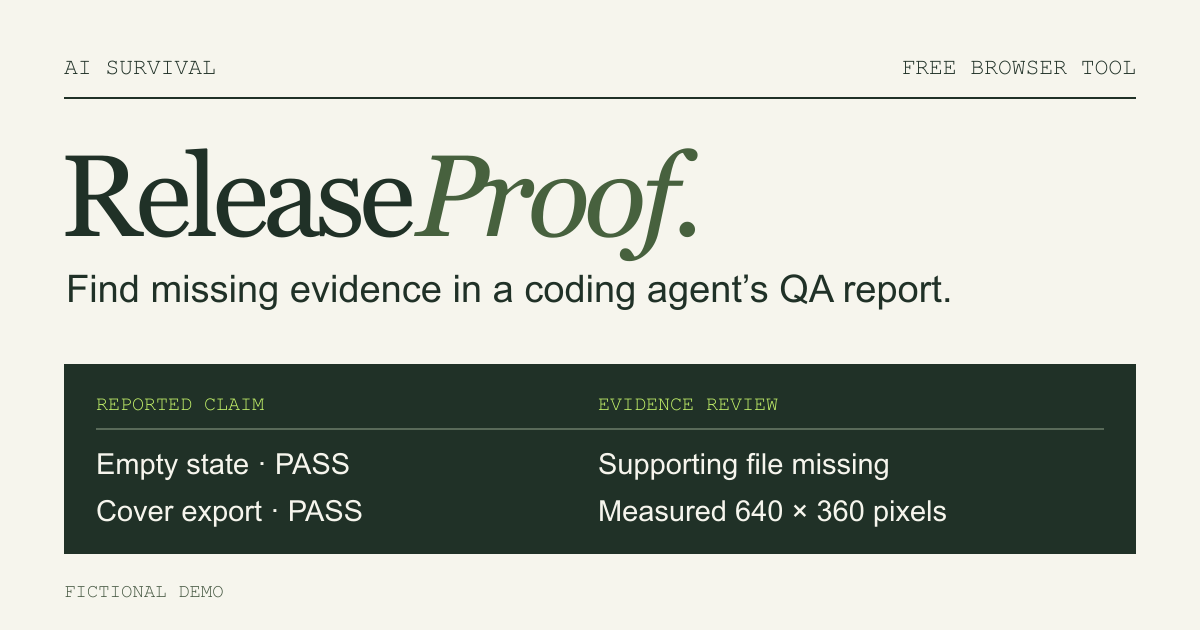 AI SURVIVAL
FREE BROWSER TOOL
ReleaseProof.
Find missing evidence in a coding agent’s QA report.
REPORTED CLAIM
EVIDENCE REVIEW
Empty state · PASS
Supporting file missing
Cover export · PASS
Measured 640 × 360 pixels
FICTIONAL DEMO